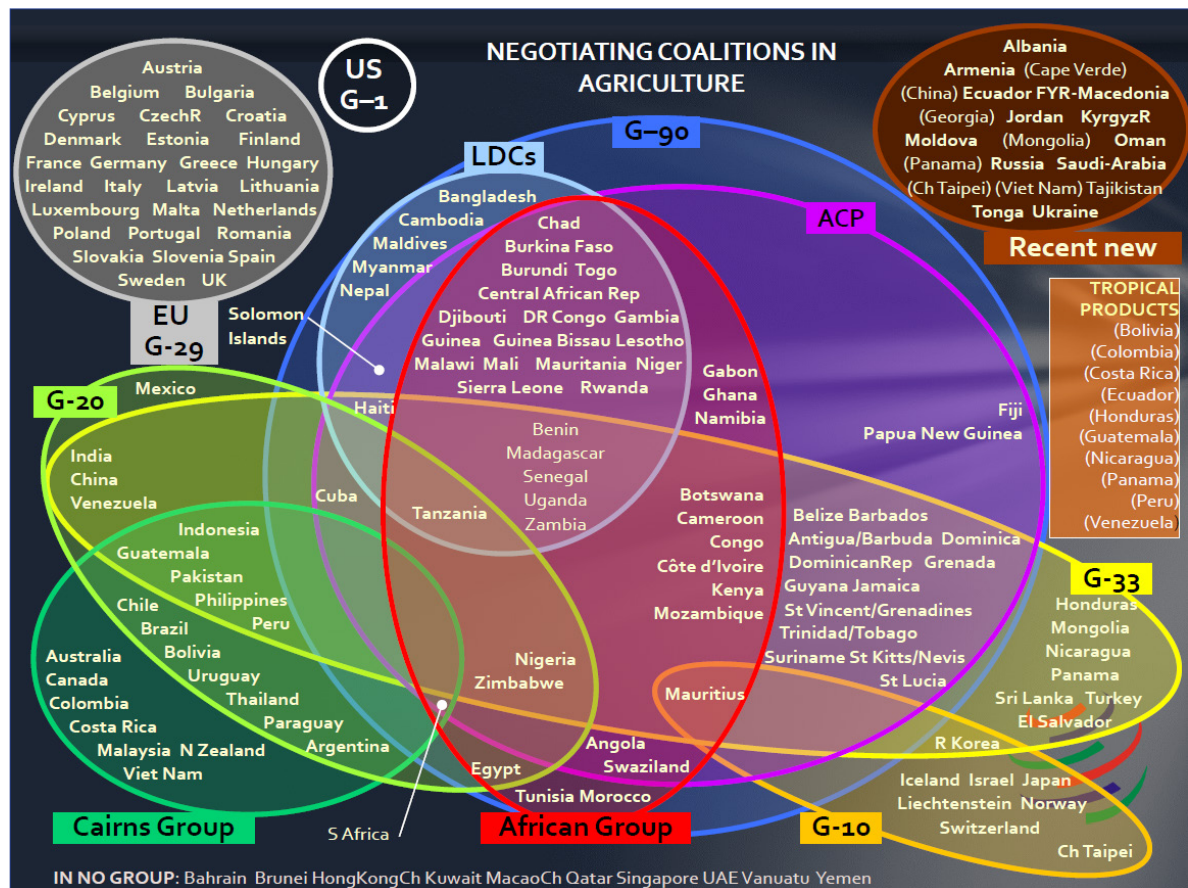 NEGOTIATING COALITIONS IN
AGRICULTURE
US
G–1
Austria
Belgium Bulgaria
Cyprus CzechR Croatia
Denmark Estonia Finland
France Germany Greece Hungary
Ireland Italy Latvia Lithuania
Luxembourg Malta Netherlands
Poland Portugal Romania
Slovakia Slovenia Spain
Sweden UK
EU
G-29
Albania
Armenia (Cape Verde)
(China) Ecuador FYR-Macedonia
(Georgia) Jordan KyrgyzR
Moldova (Mongolia) Oman
(Panama) Russia Saudi-Arabia
(Ch Taipei) (Viet Nam) Tajikistan
Tonga Ukraine
Recent new
TROPICAL
PRODUCTS
(Bolivia)
(Colombia)
(Costa Rica)
(Ecuador)
(Honduras)
(Guatemala)
(Nicaragua)
(Panama)
(Peru)
(Venezuela)
G–90
LDCs
ACP
Bangladesh
Cambodia
Maldives
Myanmar
Nepal
Solomon
Islands
Chad
Burkina Faso
Burundi Togo
Central African Rep
Djibouti DR Congo Gambia
Guinea Guinea Bissau Lesotho
Malawi Mali Mauritania Niger
Sierra Leone Rwanda
Haiti
Benin
Madagascar
Senegal
Uganda
Zambia
Tanzania
Cuba
Gabon
Ghana
Namibia
Fiji
Papua New Guinea
G-20
Mexico
India
China
Venezuela
Indonesia
Guatemala
Pakistan
Philippines
Peru
Chile
Brazil
Bolivia
Uruguay
Thailand
Paraguay
Argentina
Australia
Canada
Colombia
Costa Rica
Malaysia N Zealand
Viet Nam
Cairns Group
S Africa
Nigeria
Zimbabwe
Egypt
Tunisia Morocco
African Group
Angola
Swaziland
Botswana
Cameroon
Congo
Côte d’Ivoire
Kenya
Mozambique
Mauritius
Belize Barbados
Antigua/Barbuda Dominica
DominicanRep Grenada
Guyana Jamaica
St Vincent/Grenadines
Trinidad/Tobago
Suriname St Kitts/Nevis
St Lucia
G-33
Honduras
Mongolia
Nicaragua
Panama
Sri Lanka Turkey
El Salvador
R Korea
Iceland Israel Japan
Liechtenstein Norway
Switzerland
Ch Taipei
G-10
IN NO GROUP: Bahrain Brunei HongKongCh Kuwait MacaoCh Qatar Singapore UAE Vanuatu Yemen